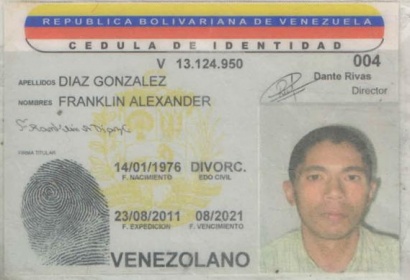 REPUBLICA BOLIVARIANA DE VENEZUELA
CEDULA DE IDENTIDAD
V 13.124.950 004
APELLIDOS DIAZ GONZALEZ
Dante Rivas
Director
NOMBRES FRANKLIN ALEXANDER
FIRMA TITULAR
14/01/1976 DIVORC.
F. NACIMIENTO EDO CIVIL
23/08/2011 08/2021
F. EXPEDICION F. VENCIMIENTO
VENEZOLANO